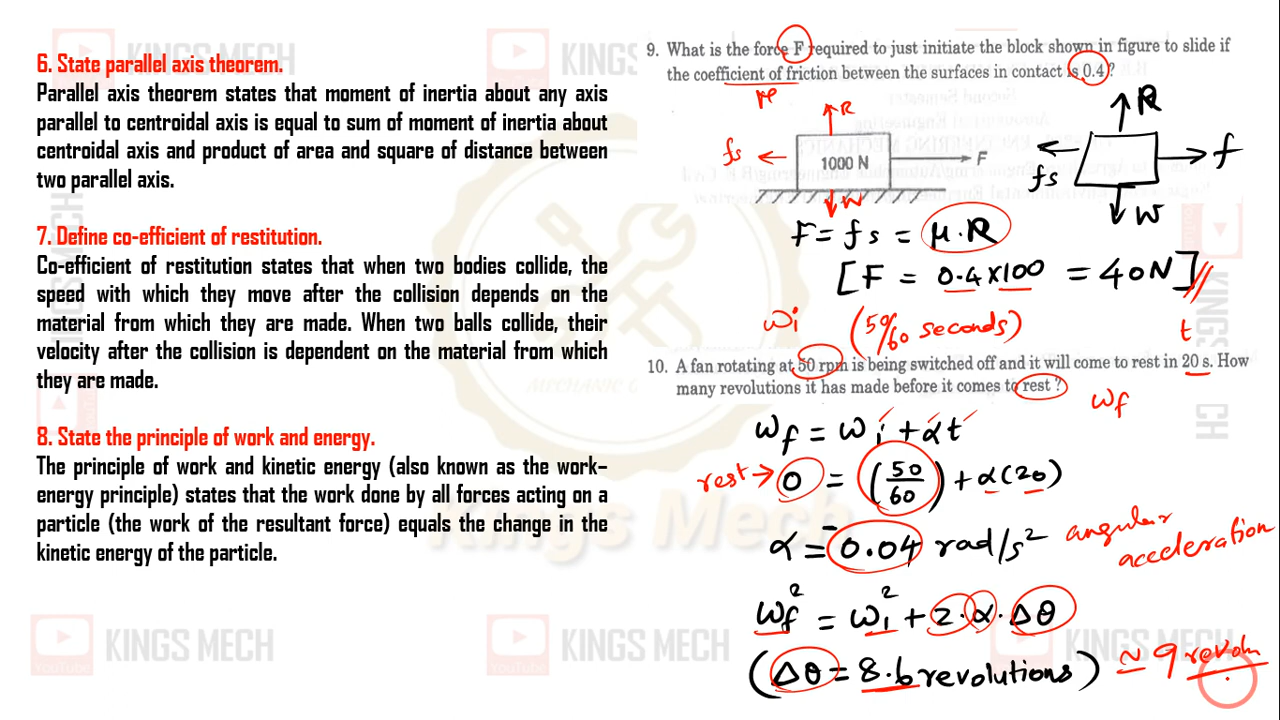 6. State parallel axis theorem.
Parallel axis theorem states that moment of inertia about any axis
parallel to centroidal axis is equal to sum of moment of inertia about
centroidal axis and product of area and square of distance between
two parallel axis.
7. Define co-efficient of restitution.
Co-efficient of restitution states that when two bodies collide, the
speed with which they move after the collision depends on the
material from which they are made. When two balls collide, their
velocity after the collision is dependent on the material from which
they are made.
8. State the principle of work and energy.
The principle of work and kinetic energy (also known as the work–
energy principle) states that the work done by all forces acting on a
particle (the work of the resultant force) equals the change in the
kinetic energy of the particle.
9. What is the force F required to just initiate the block shown in figure to slide if
the coefficient of friction between the surfaces in contact is 0.4?
μ
R
fs
1000 N
F
W
R
fs
f
W
F = fs = μ.R
[F = 0.4×100 = 40N]
ωi (50/60 seconds) t
10. A fan rotating at 50 rpm is being switched off and it will come to rest in 20 s. How
many revolutions it has made before it comes to rest ?
ωf
ωf = ωi + αt
rest → 0 = (50/60) + α(20)
α = -0.04 rad/s² angular
acceleration
ωf² = ωi² + 2.α.Δθ
(Δθ = 8.6 revolutions) ≃ 9 revoln
KINGS MECH
KINGS MECH
KINGS MECH
KINGS MECH
YouTube
Kings Mech